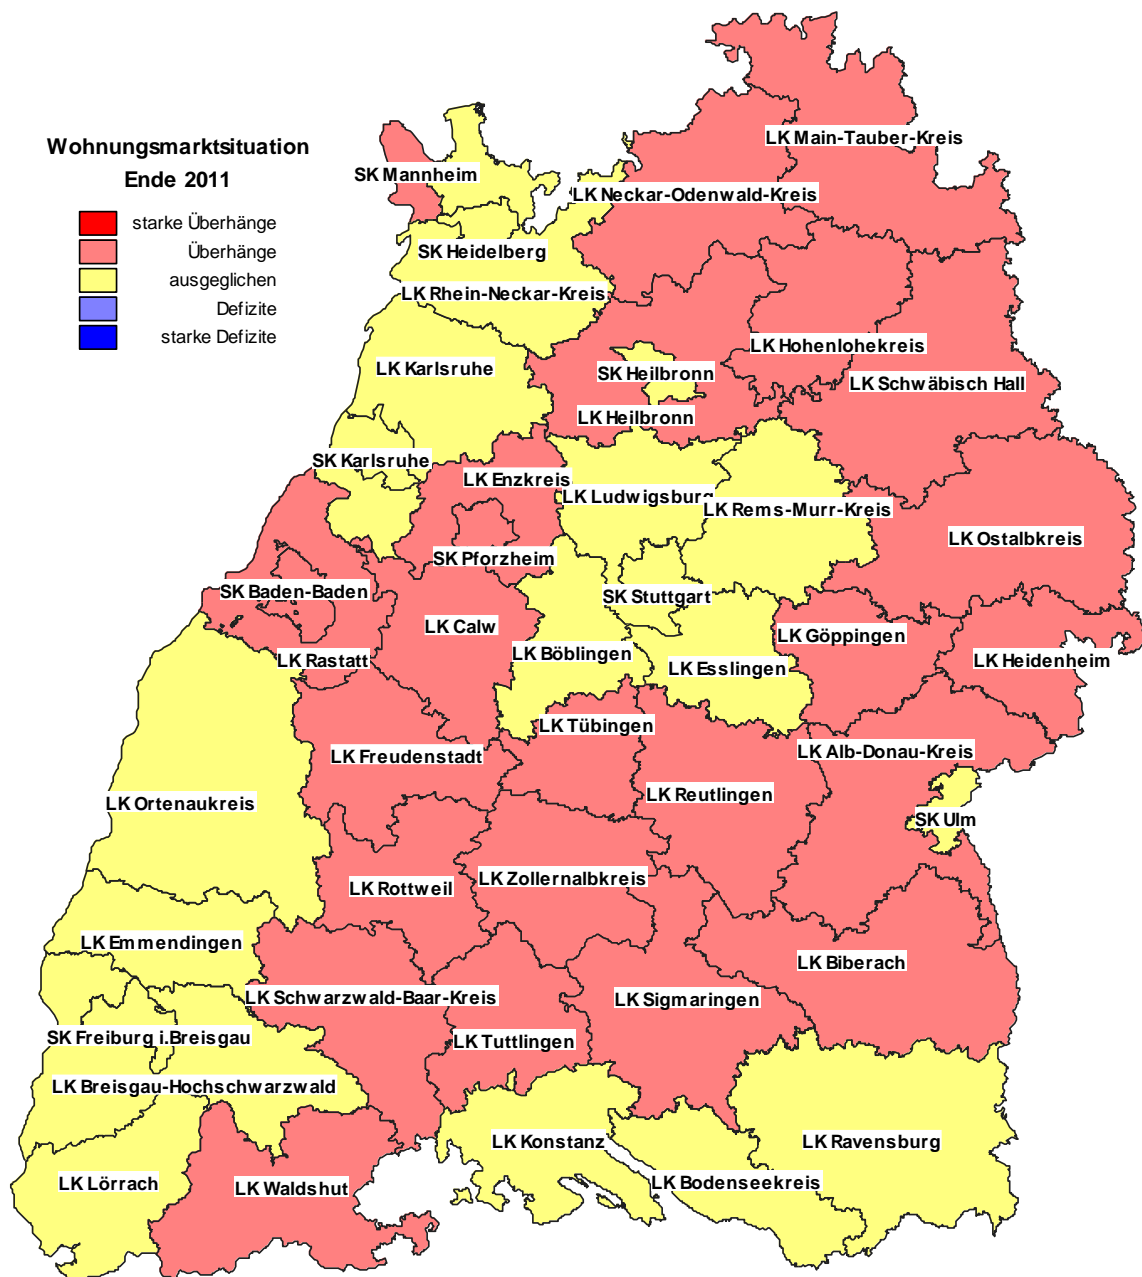 Wohnungsmarktsituation
Ende 2011
starke Überhänge
Überhänge
ausgeglichen
Defizite
starke Defizite
LK Main-Tauber-Kreis
SK Mannheim
LK Neckar-Odenwald-Kreis
SK Heidelberg
LK Rhein-Neckar-Kreis
LK Hohenlohekreis
LK Karlsruhe
SK Heilbronn
LK Schwäbisch Hall
LK Heilbronn
SK Karlsruhe
LK Enzkreis
LK Ludwigsburg
LK Rems-Murr-Kreis
LK Ostalbkreis
SK Pforzheim
SK Baden-Baden
SK Stuttgart
LK Calw
LK Göppingen
LK Böblingen
LK Rastatt
LK Esslingen
LK Heidenheim
LK Tübingen
LK Freudenstadt
LK Alb-Donau-Kreis
LK Reutlingen
LK Ortenaukreis
SK Ulm
LK Zollernalbkreis
LK Rottweil
LK Emmendingen
LK Biberach
LK Schwarzwald-Baar-Kreis
LK Sigmaringen
SK Freiburg i.Breisgau
LK Tuttlingen
LK Breisgau-Hochschwarzwald
LK Konstanz
LK Ravensburg
LK Lörrach
LK Waldshut
LK Bodenseekreis